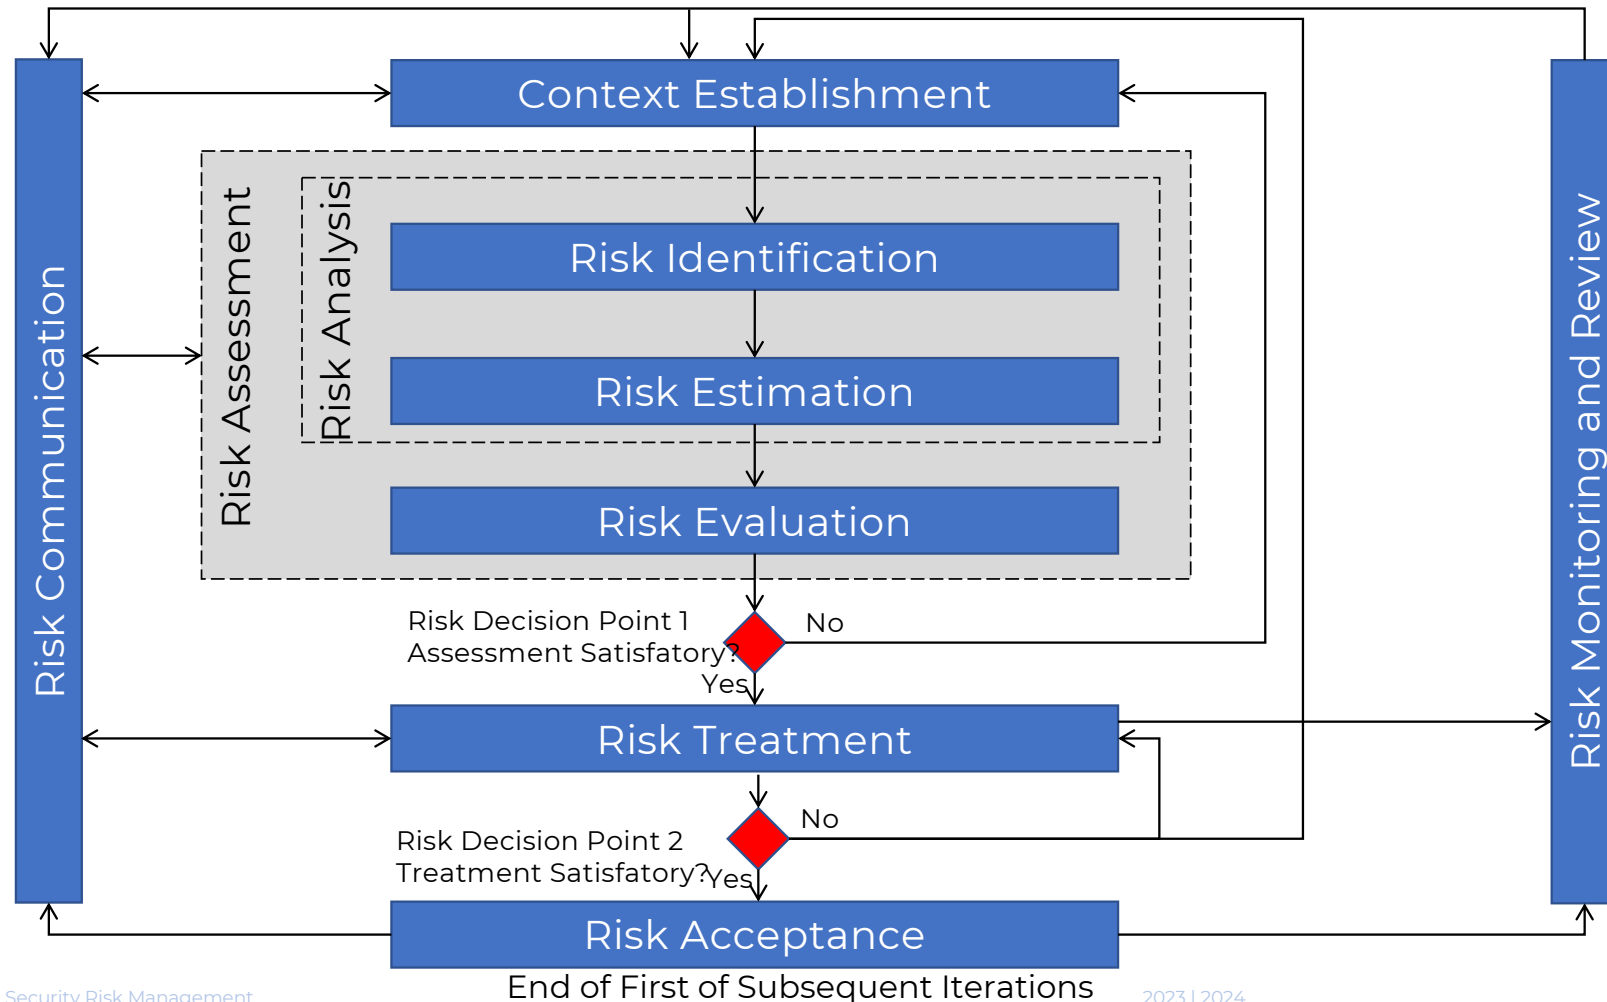 Context Establishment
Risk Communication
Risk Assessment
Risk Analysis
Risk Identification
Risk Estimation
Risk Evaluation
Risk Monitoring and Review
Risk Decision Point 1
Assessment Satisfatory?
No
Yes
Risk Treatment
No
Risk Decision Point 2
Treatment Satisfatory?
Yes
Risk Acceptance
End of First of Subsequent Iterations
Security Risk Management
2023 | 2024